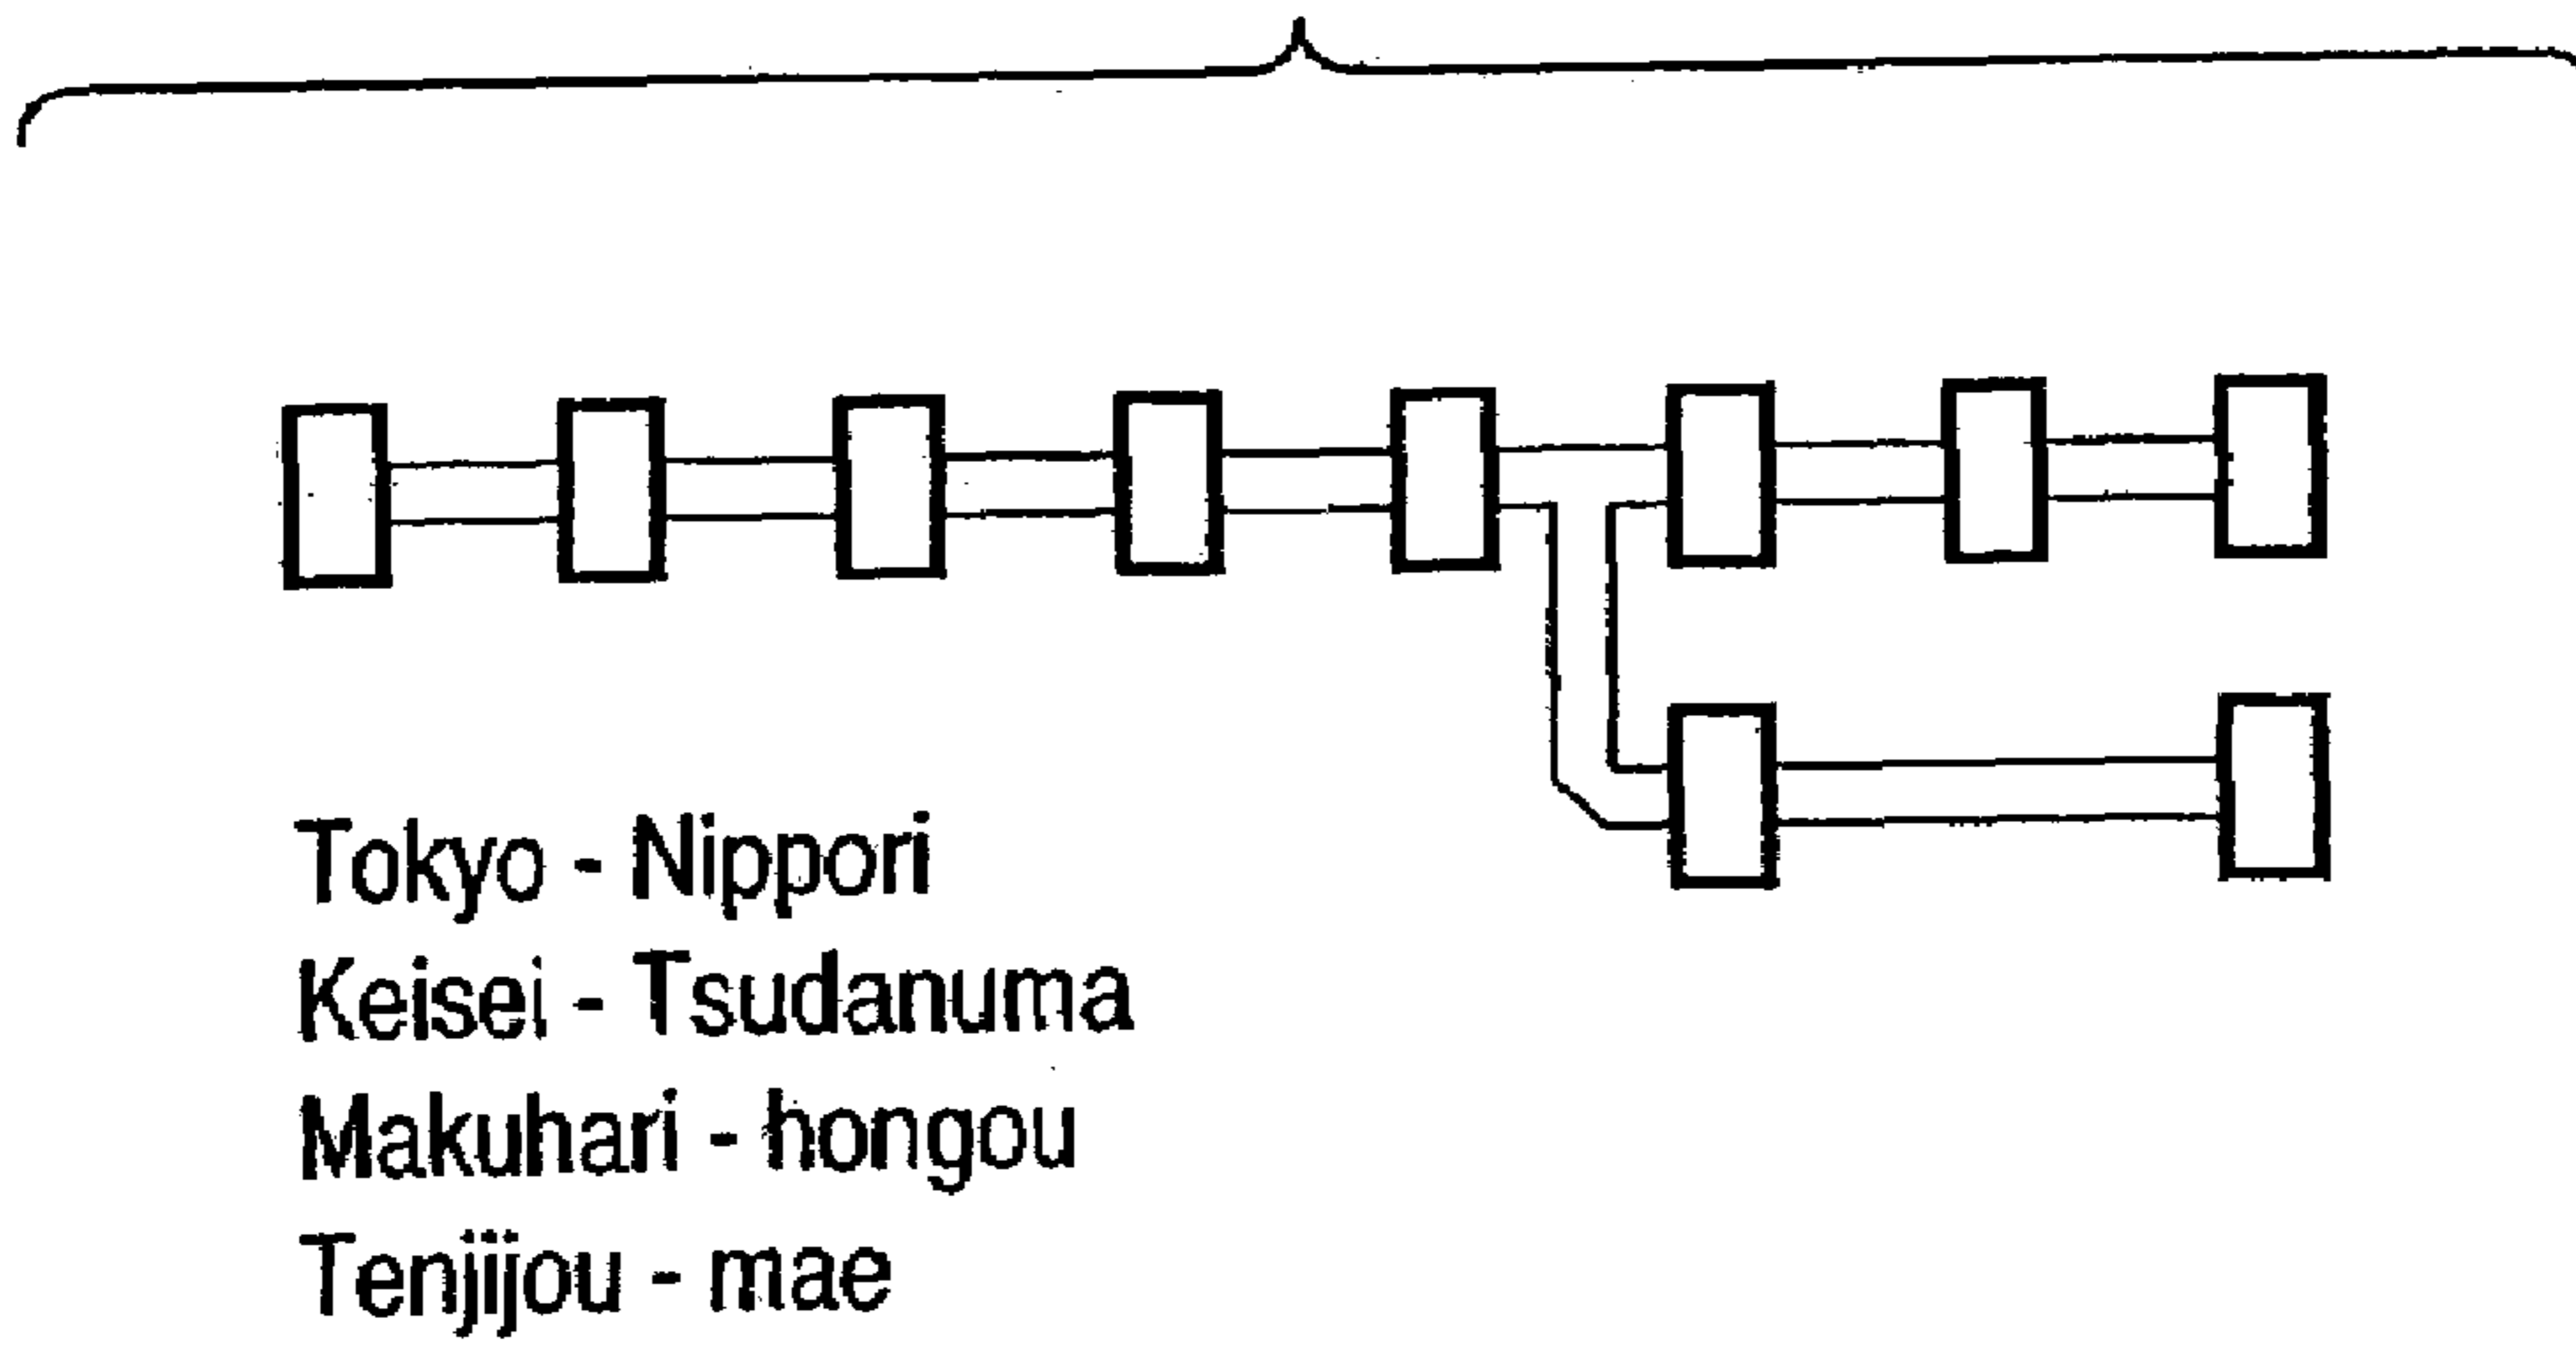 Tokyo - Nippori
Keisei - Tsudanuma
Makuhari - hongou
Tenjijou - mae